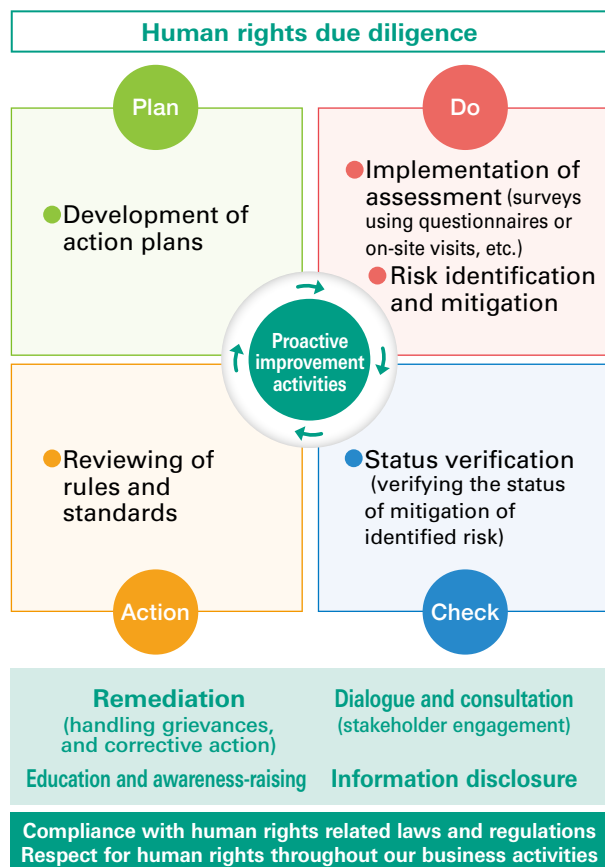 Human rights due diligence
Plan
●Development of
action plans
Do
●Implementation of
assessment (surveys
using questionnaires or
on-site visits, etc.)
●Risk identification
and mitigation
Proactive
improvement
activities
●Reviewing of
rules and
standards
Action
●Status verification
(verifying the status
of mitigation of
identified risk)
Check
Remediation
(handling grievances,
and corrective action)
Dialogue and consultation
(stakeholder engagement)
Education and awareness-raising
Information disclosure
Compliance with human rights related laws and regulations
Respect for human rights throughout our business activities